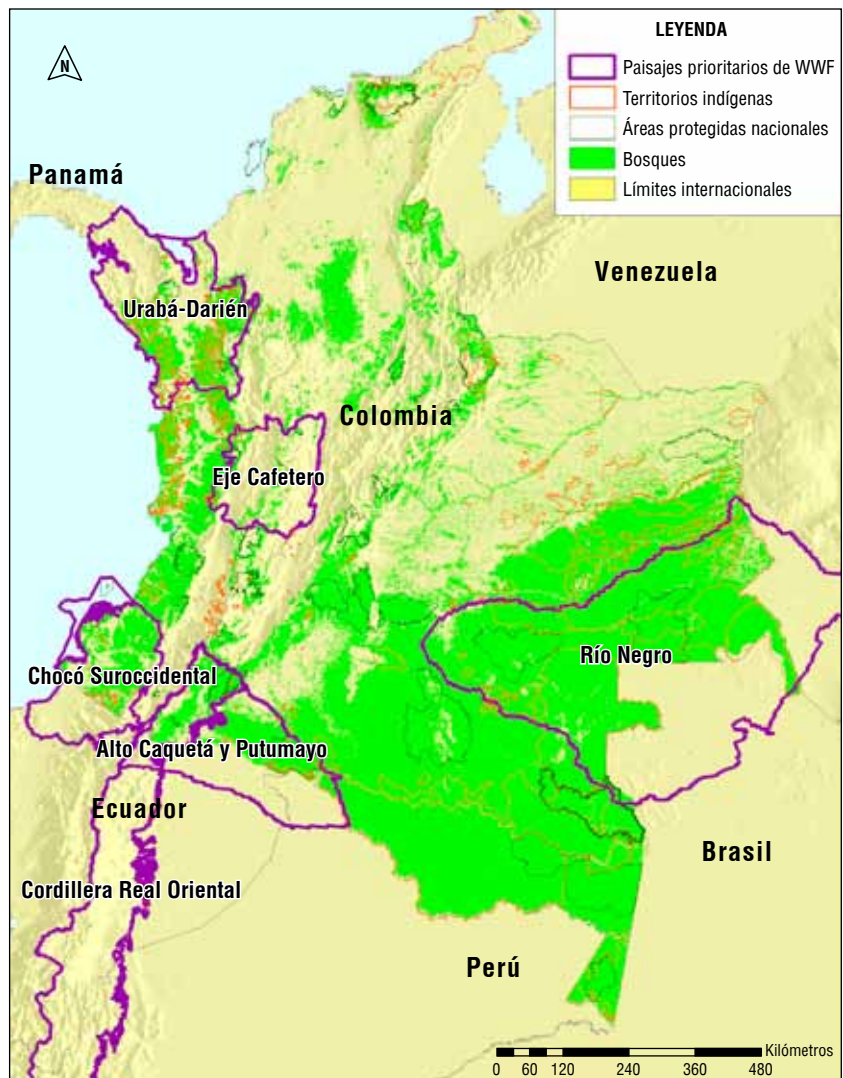 LEYENDA
Paisajes prioritarios de WWF
Territorios indígenas
Áreas protegidas nacionales
Bosques
Límites internacionales
N
Panamá
Venezuela
Urabá-Darién
Colombia
Eje Cafetero
Río Negro
Chocó Suroccidental
Alto Caquetá y Putumayo
Ecuador
Brasil
Cordillera Real Oriental
Perú
Kilómetros
0 60 120 240 360 480